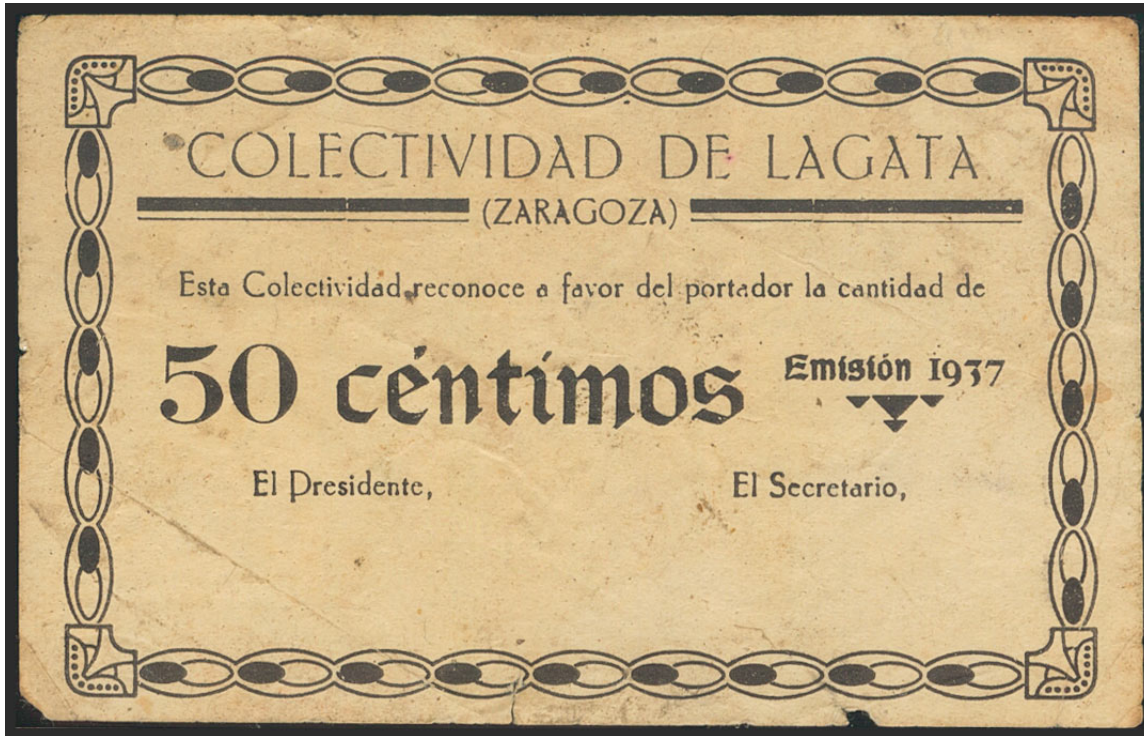 COLECTIVIDAD DE LAGATA
(ZARAGOZA)
Esta Colectividad reconoce a favor del portador la cantidad de
50 céntimos Emisión 1937
El Presidente, El Secretario,